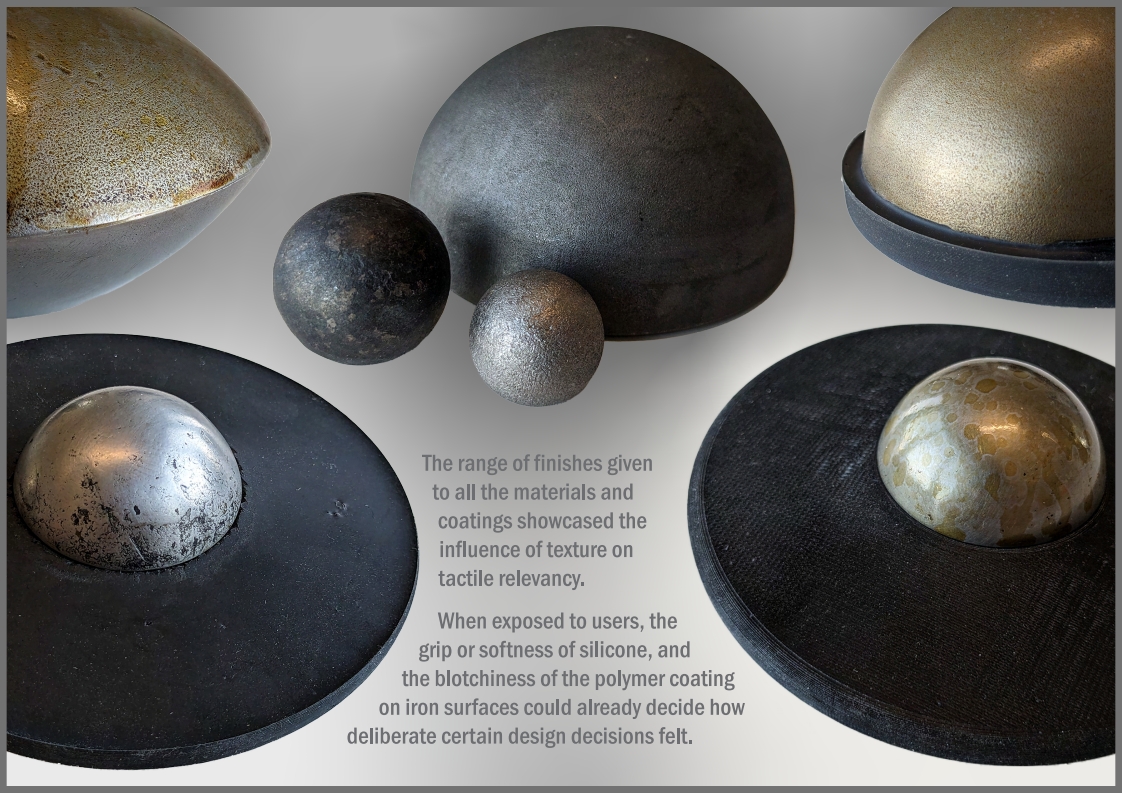 The range of finishes given
to all the materials and
coatings showcased the
influence of texture on
tactile relevancy.
When exposed to users, the
grip or softness of silicone, and
the blotchiness of the polymer coating
on iron surfaces could already decide how
deliberate certain design decisions felt.